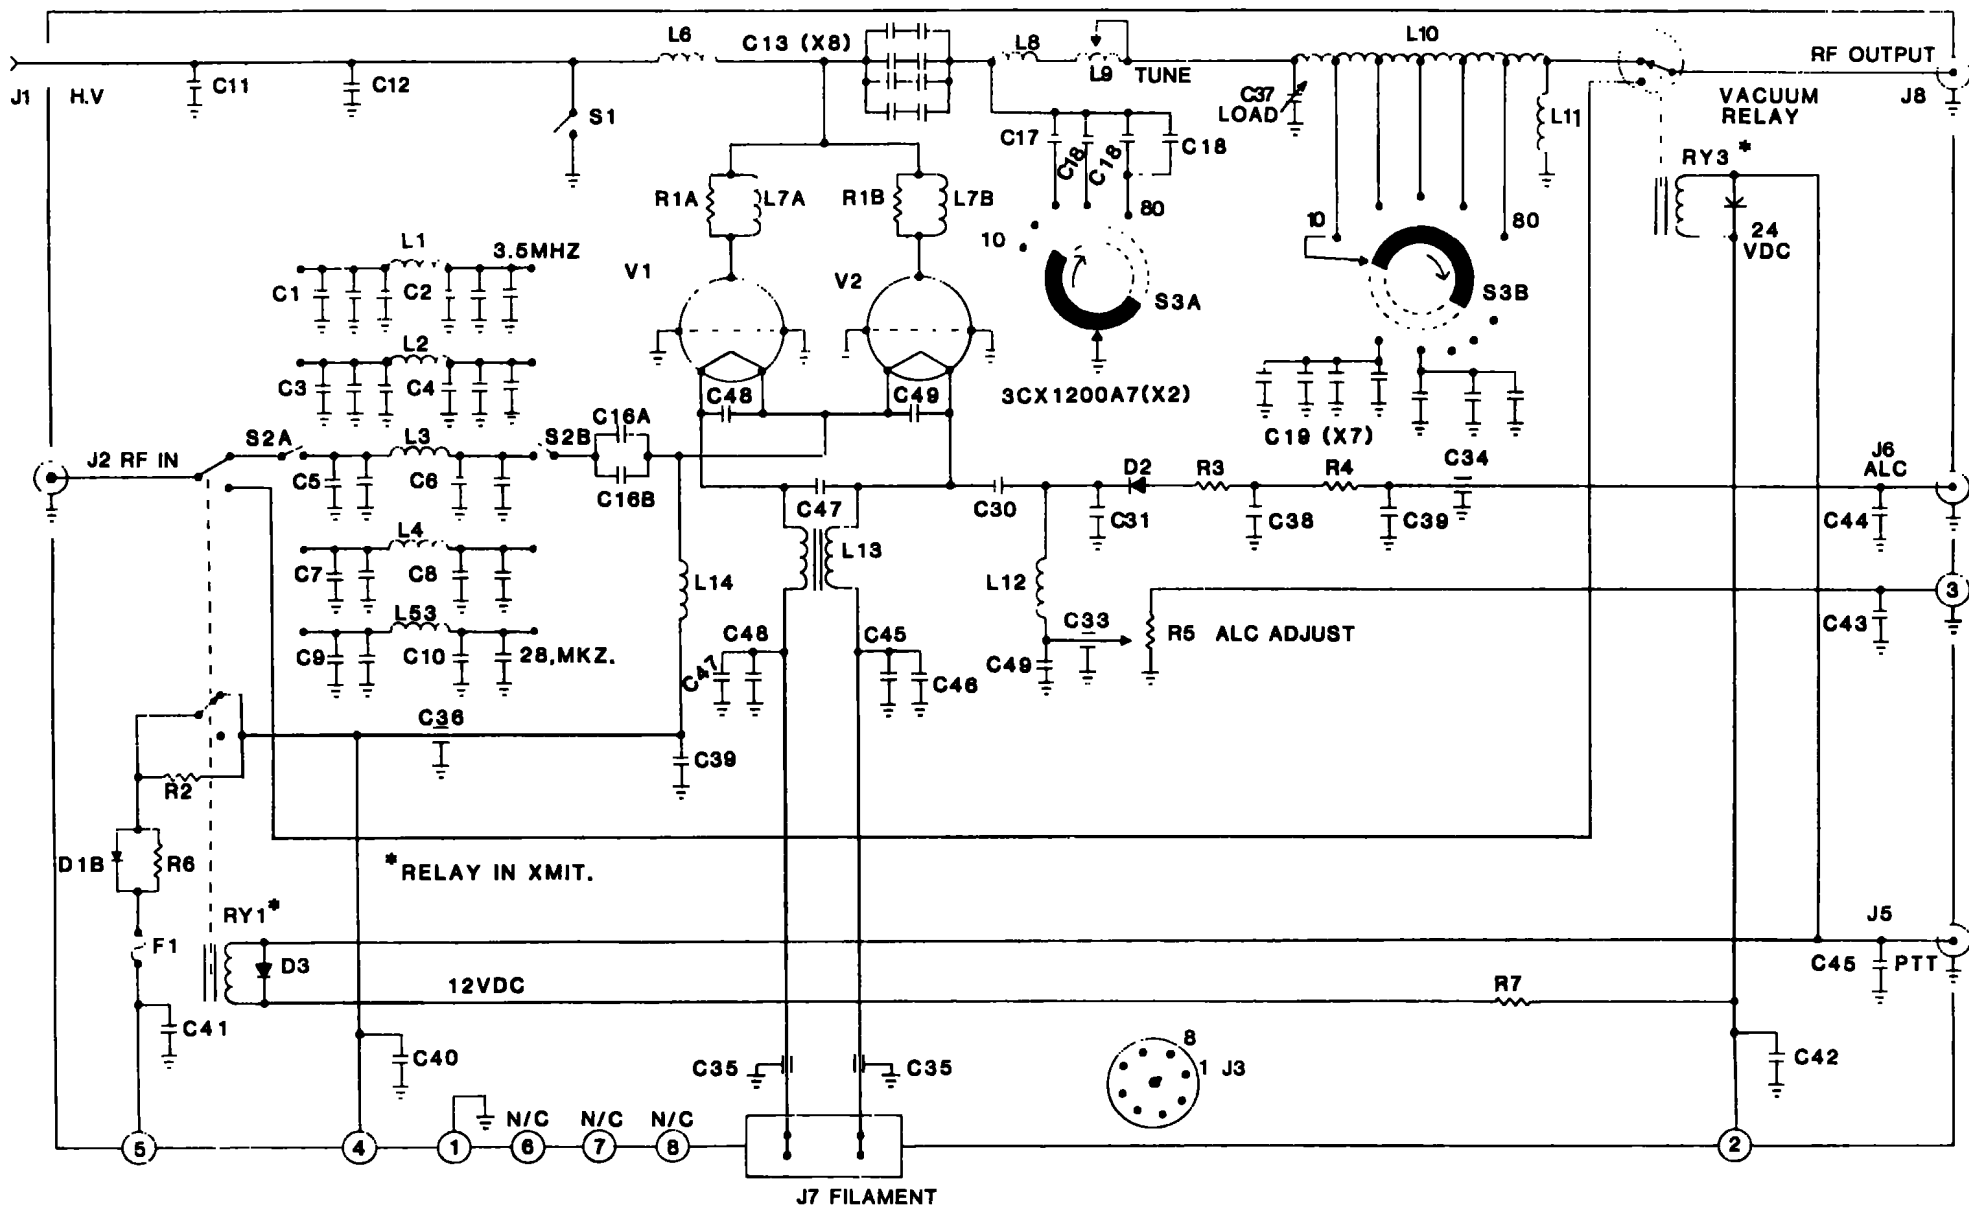 L6
C13 (X8)
L8
L9
TUNE
L10
RF OUTPUT
J1
H.V
C11
C12
S1
C37
LOAD
L11
VACUUM
RELAY
J8
C17
C18
C18
C18
RY3 *
R1A
L7A
R1B
L7B
80
10
10
80
24
VDC
L1
3.5MHZ
V1
V2
C1
C2
S3A
S3B
L2
C3
C4
C48
C49
3CX1200A7(X2)
C16A
C19 (X7)
J2 RF IN
S2A
L3
S2B
C5
C6
C16B
D2
R3
R4
C34
J6
ALC
C47
C30
C31
C38
C39
C44
L4
L13
C7
C8
L14
L12
3
L53
C48
C45
C33
R5 ALC ADJUST
C43
C9
C10
28,MKZ.
C47
C46
C49
C36
C39
R2
D1B
R6
*RELAY IN XMIT.
RY1*
J5
F1
D3
12VDC
R7
C45
PTT
C41
C40
C35
C35
8
1
J3
C42
N/C
N/C
N/C
5
4
1
6
7
8
2
J7 FILAMENT